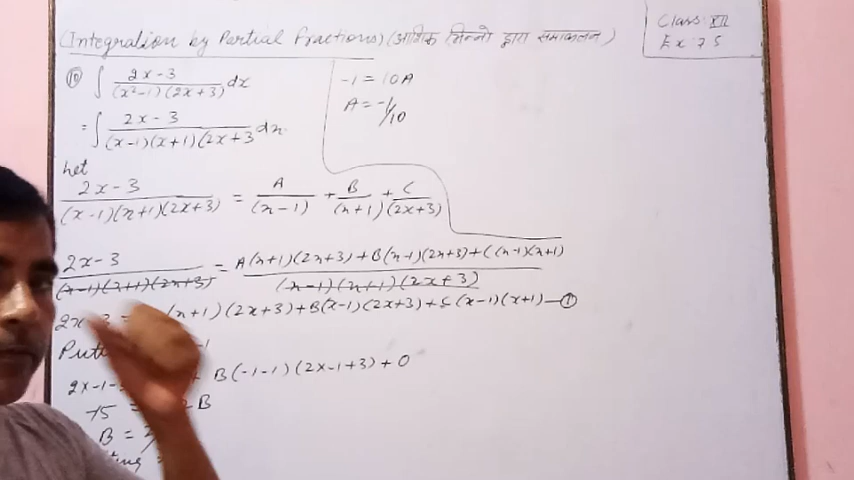 (Integration by Partial Fractions) (आंशिक भिन्नो द्वारा समाकलन)
Class XII
Ex 7.5
⑩ ∫ 2x-3 / (x²-1)(2x+3) dx
= ∫ 2x-3 / (x-1)(x+1)(2x+3 dx
Let
2x-3 / (x-1)(x+1)(2x+3) = A/(x-1) + B/(x+1) + C/(2x+3)
2x-3 / (x-1)(x+1)(2x+3) = A(x+1)(2x+3)+B(x-1)(2x+3)+C(x-1)(x+1) / (x-1)(x+1)(2x+3)
(x+1)(2x+3)+B(x-1)(2x+3)+C(x-1)(x+1)—①
B(-1-1)(2x-1+3)+0
B
B =
-1 = 10A
A = -1/10